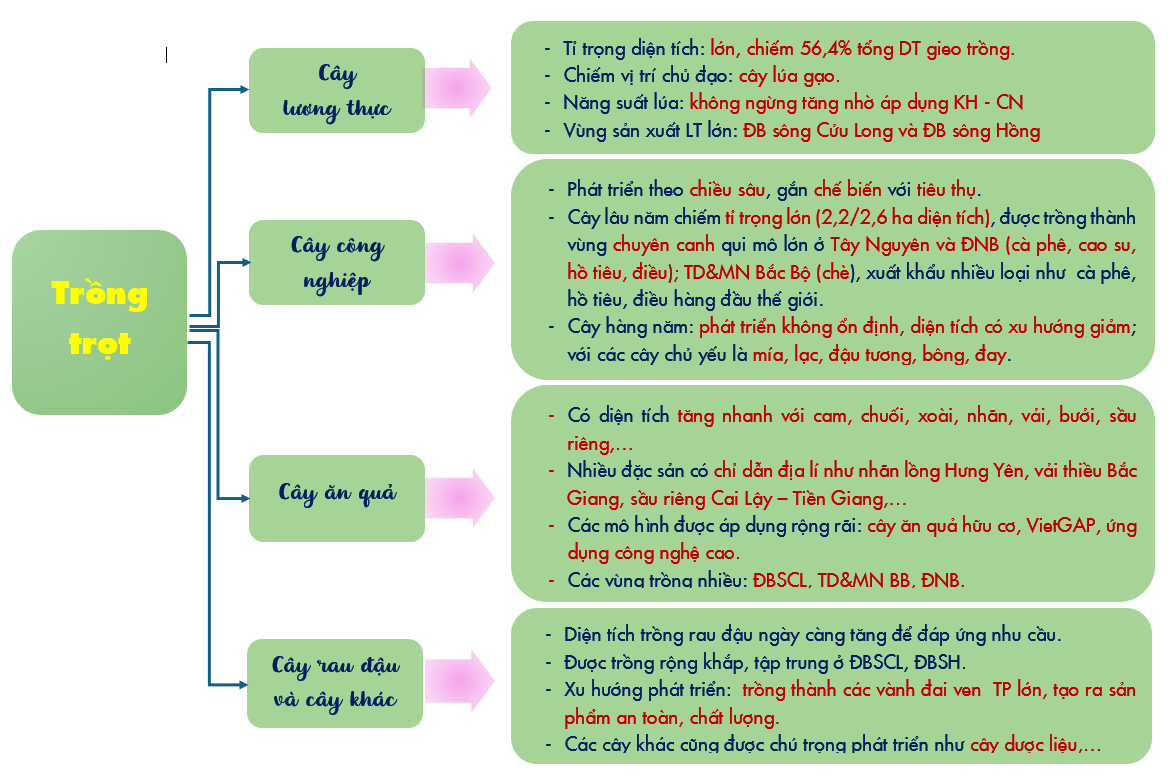 Trồng
trọt
Cây
lương thực
- Tỉ trọng diện tích: lớn, chiếm 56,4% tổng DT gieo trồng.
- Chiếm vị trí chủ đạo: cây lúa gạo.
- Năng suất lúa: không ngừng tăng nhờ áp dụng KH - CN
- Vùng sản xuất LT lớn: ĐB sông Cửu Long và ĐB sông Hồng
Cây công
nghiệp
- Phát triển theo chiều sâu, gắn chế biến với tiêu thụ.
- Cây lâu năm chiếm tỉ trọng lớn (2,2/2,6 ha diện tích), được trồng thành
vùng chuyên canh qui mô lớn ở Tây Nguyên và ĐNB (cà phê, cao su,
hồ tiêu, điều); TD&MN Bắc Bộ (chè), xuất khẩu nhiều loại như cà phê,
hồ tiêu, điều hàng đầu thế giới.
- Cây hàng năm: phát triển không ổn định, diện tích có xu hướng giảm;
với các cây chủ yếu là mía, lạc, đậu tương, bông, đay.
Cây ăn quả
- Có diện tích tăng nhanh với cam, chuối, xoài, nhãn, vải, bưởi, sầu
riêng,...
- Nhiều đặc sản có chỉ dẫn địa lí như nhãn lồng Hưng Yên, vải thiều Bắc
Giang, sầu riêng Cai Lậy – Tiền Giang,...
- Các mô hình được áp dụng rộng rãi: cây ăn quả hữu cơ, VietGAP, ứng
dụng công nghệ cao.
- Các vùng trồng nhiều: ĐBSCL, TD&MN BB, ĐNB.
Cây rau đậu
và cây khác
- Diện tích trồng rau đậu ngày càng tăng để đáp ứng nhu cầu.
- Được trồng rộng khắp, tập trung ở ĐBSCL, ĐBSH.
- Xu hướng phát triển: trồng thành các vành đai ven TP lớn, tạo ra sản
phẩm an toàn, chất lượng.
- Các cây khác cũng được chú trọng phát triển như cây dược liệu,...